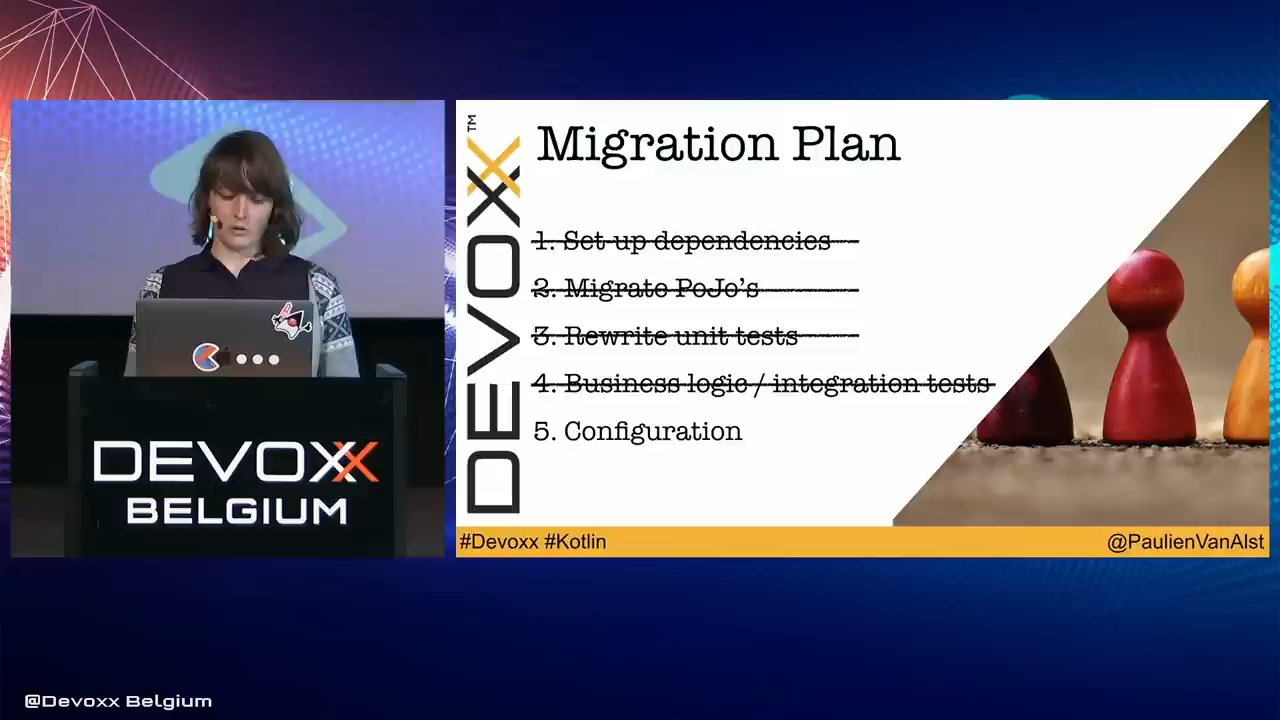 DEVOXX™
Migration Plan
1. Set up dependencies
2. Migrate PoJo's
3. Rewrite unit tests
4. Business logic / integration tests
5. Configuration
#Devoxx #Kotlin
@PaulienVanAlst
DEVOXX
BELGIUM
@Devoxx Belgium